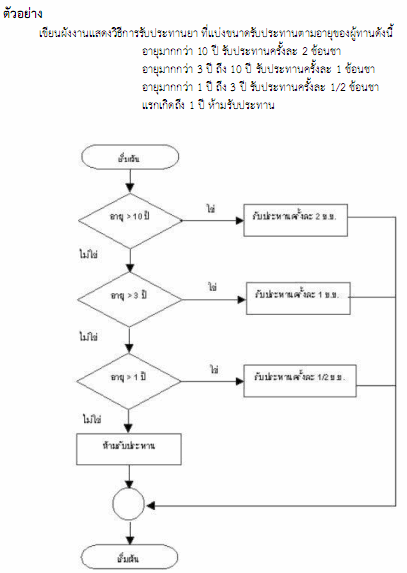 ตัวอย่าง
เขียนผังงานแสดงวิธีการรับประทานยา ที่แบ่งขนาดรับประทานตามอายุของผู้ทานดังนี้
อายุมากกว่า 10 ปี รับประทานครั้งละ 2 ช้อนชา
อายุมากกว่า 3 ปี ถึง 10 ปี รับประทานครั้งละ 1 ช้อนชา
อายุมากกว่า 1 ปี ถึง 3 ปี รับประทานครั้งละ 1/2 ช้อนชา
แรกเกิดถึง 1 ปี ห้ามรับประทาน
เริ่มต้น
อายุ > 10 ปี
ใช่
รับประทานครั้งละ 2 ช.ช.
ไม่ใช่
อายุ > 3 ปี
ใช่
รับประทานครั้งละ 1 ช.ช.
ไม่ใช่
อายุ > 1 ปี
ใช่
รับประทานครั้งละ 1/2 ช.ช.
ไม่ใช่
ห้ามรับประทาน
เริ่มต้น